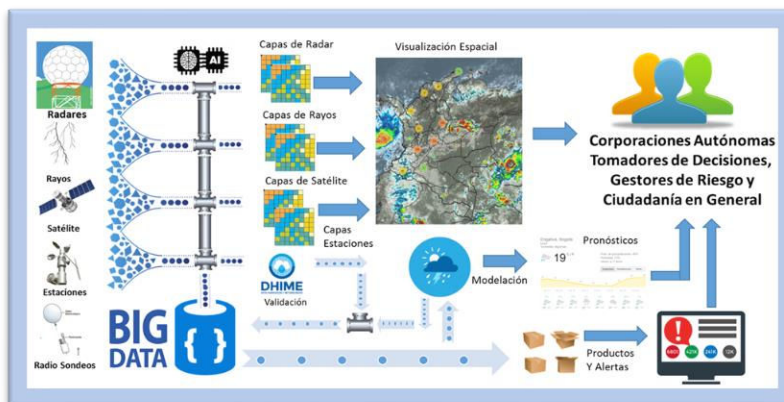 Radares
Rayos
Satélite
Estaciones
Radio Sondeos
AI
BIG
DATA
{ }
Capas de Radar
Capas de Rayos
Capas de Satélite
Capas
Estaciones
DHIME
Validación
Visualización Espacial
Modelación
Pronósticos
19
Productos
Y Alertas
Corporaciones Autónomas
Tomadores de Decisiones,
Gestores de Riesgo y
Ciudadanía en General